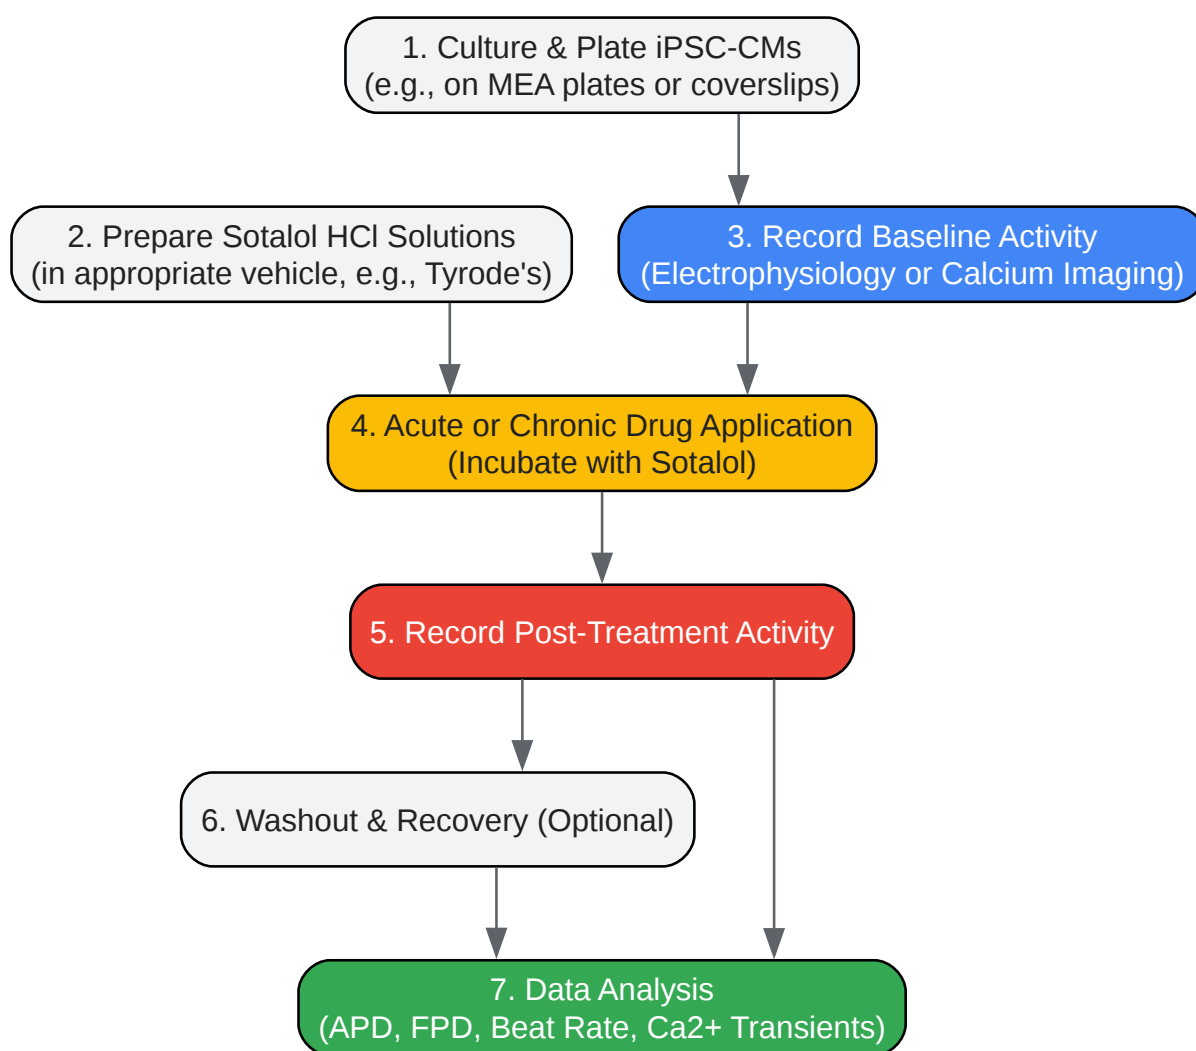 1. Culture & Plate iPSC-CMs
(e.g., on MEA plates or coverslips)
2. Prepare Sotalol HCl Solutions
(in appropriate vehicle, e.g., Tyrode's)
3. Record Baseline Activity
(Electrophysiology or Calcium Imaging)
4. Acute or Chronic Drug Application
(Incubate with Sotalol)
5. Record Post-Treatment Activity
6. Washout & Recovery (Optional)
7. Data Analysis
(APD, FPD, Beat Rate, Ca2+ Transients)